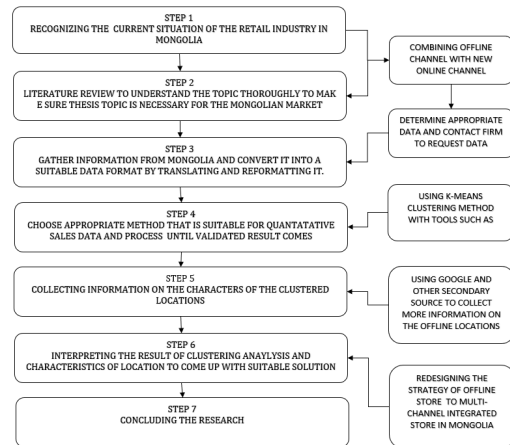 STEP 1
RECOGNIZING THE CURRENT SITUATION OF THE RETAIL INDUSTRY IN
MONGOLIA
COMBINING OFFLINE
CHANNEL WITH NEW
ONLINE CHANNEL
STEP 2
LITERATURE REVIEW TO UNDERSTAND THE TOPIC THOROUGHLY TO MAK
E SURE THESIS TOPIC IS NECESSARY FOR THE MONGOLIAN MARKET
DETERMINE APPROPRIATE
DATA AND CONTACT FIRM
TO REQUEST DATA
STEP 3
GATHER INFORMATION FROM MONGOLIA AND CONVERT IT INTO A
SUITABLE DATA FORMAT BY TRANSLATING AND REFORMATTING IT.
STEP 4
CHOOSE APPROPRIATE METHOD THAT IS SUITABLE FOR QUANTATATIVE
SALES DATA AND PROCESS UNTIL VALIDATED RESULT COMES
USING K-MEANS
CLUSTERING METHOD
WITH TOOLS SUCH AS
STEP 5
COLLECTING INFORMATION ON THE CHARACTERS OF THE CLUSTERED
LOCATIONS
USING GOOGLE AND
OTHER SECONDARY
SOURCE TO COLLECT
MORE INFORMATION ON
THE OFFLINE LOCATIONS
STEP 6
INTERPRETING THE RESULT OF CLUSTERING ANAYLYSIS AND
CHARACTERISTICS OF LOCATION TO COME UP WITH SUITABLE SOLUTION
REDESIGNING THE
STRATEGY OF OFFLINE
STORE TO MULTI-
CHANNEL INTEGRATED
STORE IN MONGOLIA
STEP 7
CONCLUDING THE RESEARCH